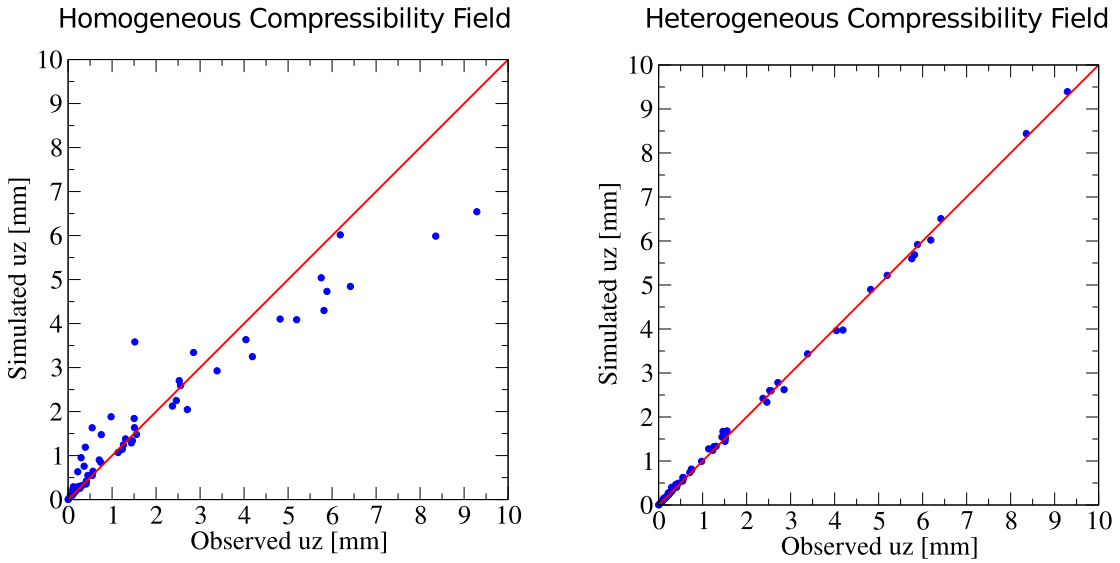 Homogeneous Compressibility Field
Simulated uz [mm]
10
9
8
7
6
5
4
3
2
1
0
0 1 2 3 4 5 6 7 8 9 10
Observed uz [mm]
Heterogeneous Compressibility Field
Simulated uz [mm]
10
9
8
7
6
5
4
3
2
1
0
0 1 2 3 4 5 6 7 8 9 10
Observed uz [mm]